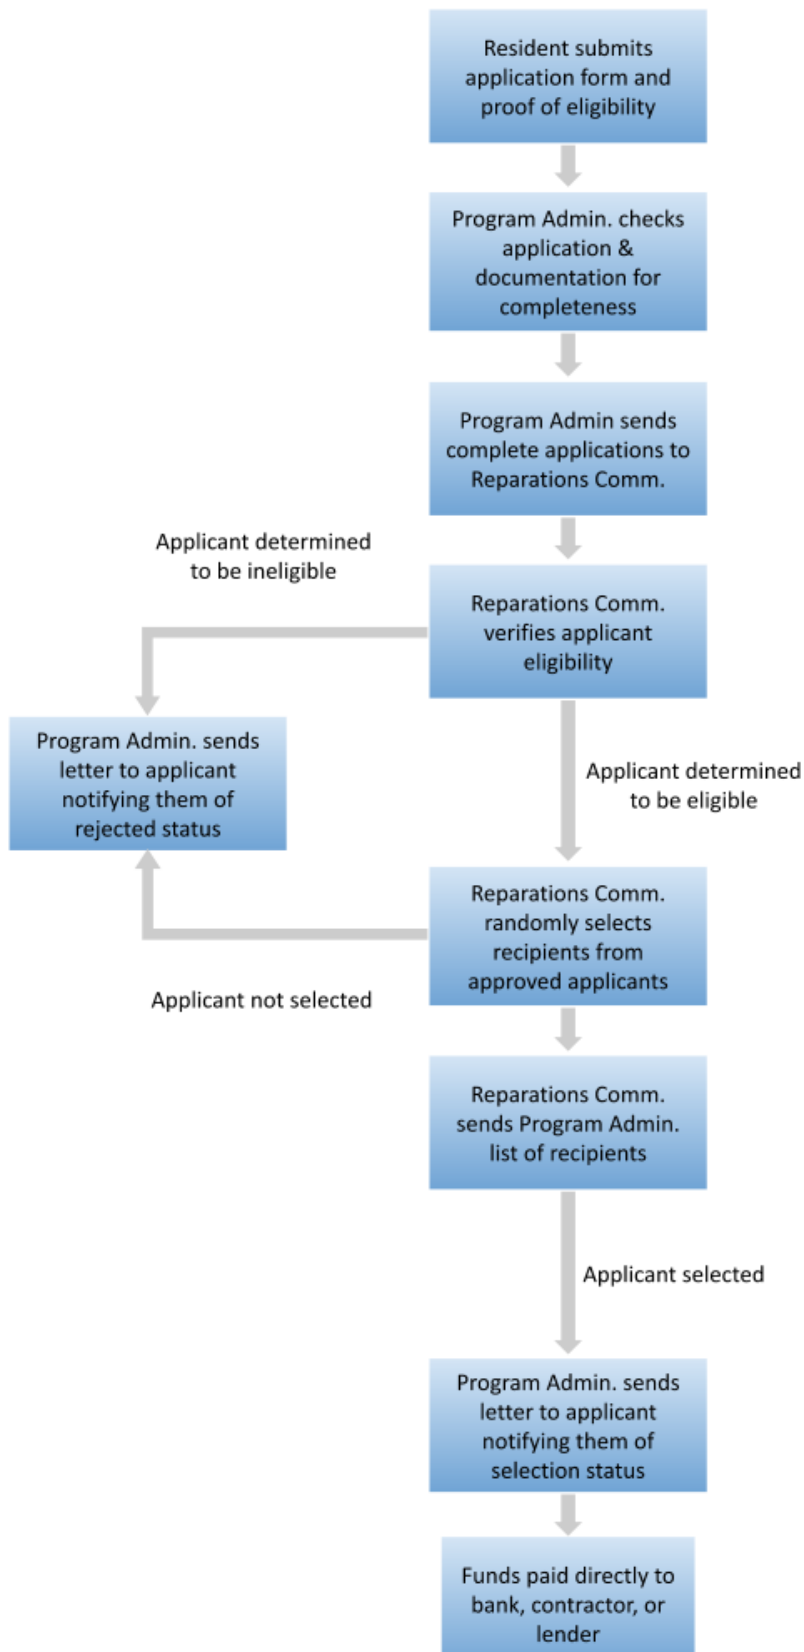 Resident submits
application form and
proof of eligibility
Program Admin. checks
application &
documentation for
completeness
Program Admin sends
complete applications to
Reparations Comm.
Applicant determined
to be ineligible
Reparations Comm.
verifies applicant
eligibility
Program Admin. sends
letter to applicant
notifying them of
rejected status
Applicant determined
to be eligible
Reparations Comm.
randomly selects
recipients from
approved applicants
Applicant not selected
Reparations Comm.
sends Program Admin.
list of recipients
Applicant selected
Program Admin. sends
letter to applicant
notifying them of
selection status
Funds paid directly to
bank, contractor, or
lender